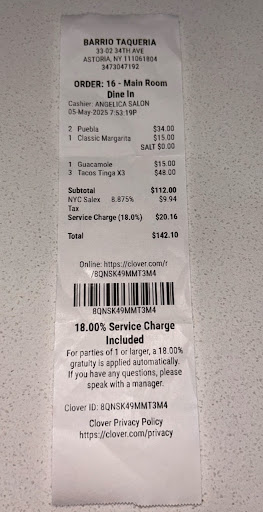 BARRIO TAQUERIA
33-02 34TH AVE
ASTORIA, NY 111061804
3473047192
ORDER: 16 - Main Room
Dine In
Cashier: ANGELICA SALON
05-May-2025 7:53:19P
2 Puebla $34.00
1 Classic Margarita $15.00
SALT $0.00
1 Guacamole $15.00
3 Tacos Tinga X3 $48.00
Subtotal $112.00
NYC Salex 8.875% $9.94
Tax
Service Charge (18.0%) $20.16
Total $142.10
Online: https://clover.com/r
/8QNSK49MMT3M4
8QNSK49MMT3M4
18.00% Service Charge
Included
For parties of 1 or larger, a 18.00%
gratuity is applied automatically.
If you have any questions, please
speak with a manager.
Clover ID: 8QNSK49MMT3M4
Clover Privacy Policy
https://clover.com/privacy